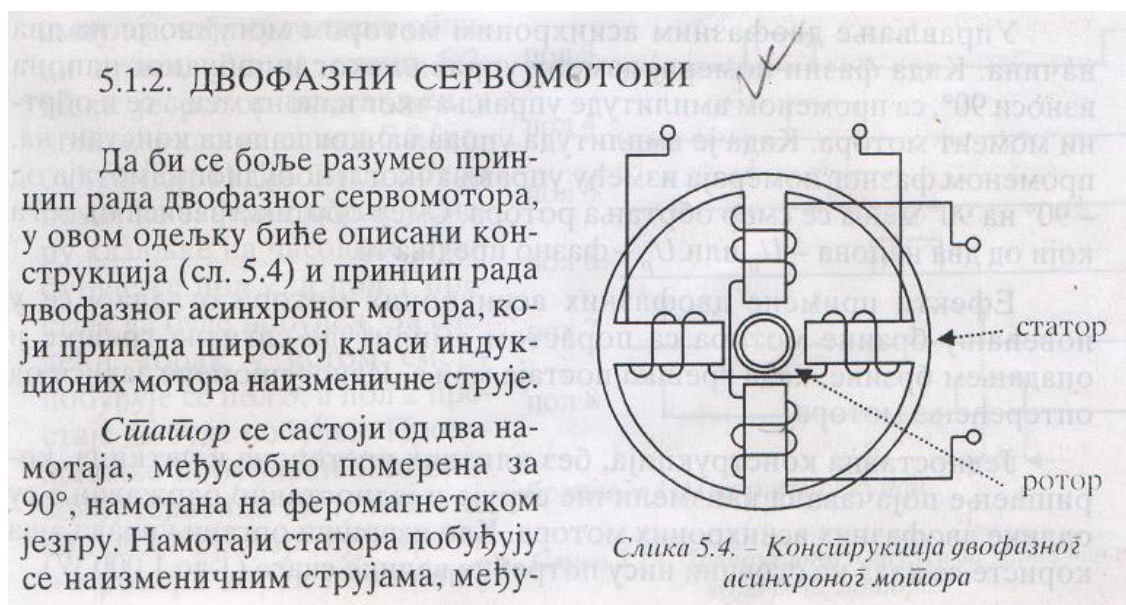 5.1.2. ДВОФАЗНИ СЕРВОМОТОРИ
Да би се боље разумео прин-
цип рада двофазног сервомотора,
у овом одељку биће описани кон-
струкција (сл. 5.4) и принцип рада
двофазног асинхроног мотора, ко-
ји припада широкој класи индук-
ционих мотора наизменичне струје.
Статор се састоји од два на-
мотаја, међусобно померена за
90°, намотана на феромагнетском
језгру. Намотаји статора побуђују
се наизменичним струјама, међу-
статор
ротор
Слика 5.4. – Конструкција двофазног
асинхроног мотора